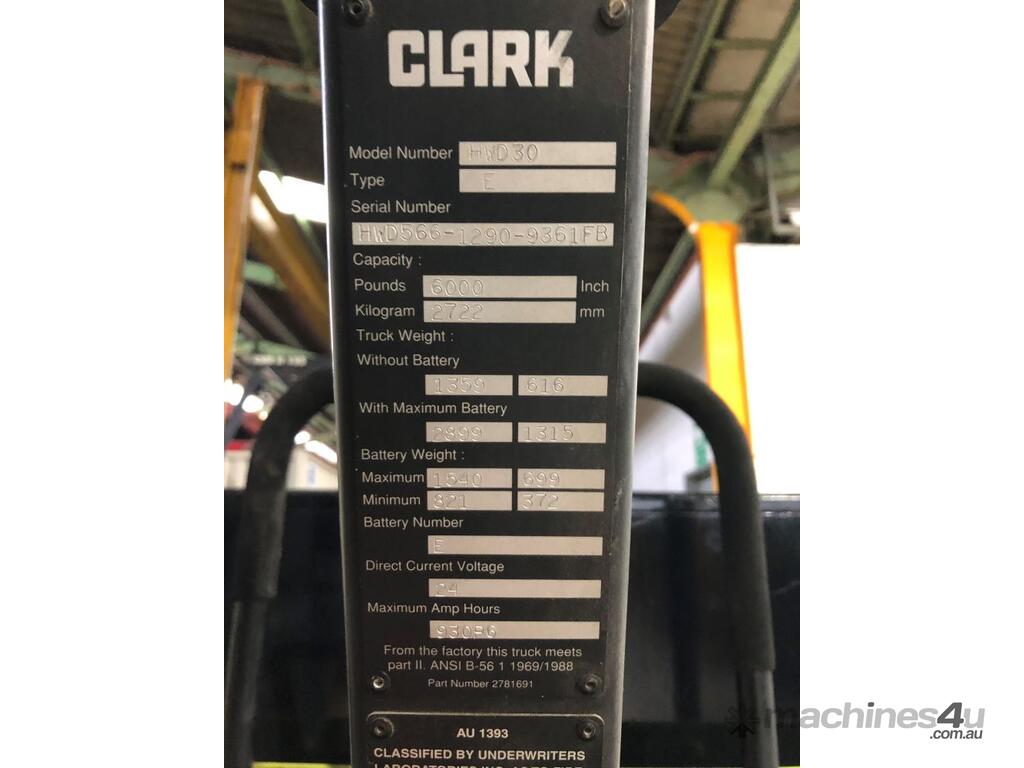 CLARK
Model Number HWD30
Type E
Serial Number
HWD566-1290-9361FB
Capacity :
Pounds 6000 Inch
Kilogram 2722 mm
Truck Weight :
Without Battery
1359 616
With Maximum Battery
2899 1315
Battery Weight :
Maximum 1540 699
Minimum 821 372
Battery Number
E
Direct Current Voltage
24
Maximum Amp Hours
930PG
From the factory this truck meets
part II. ANSI B-56 1 1969/1988
Part Number 2781691
AU 1393
CLASSIFIED BY UNDERWRITERS
LABORATORIES INC.
machines4u
.com.au